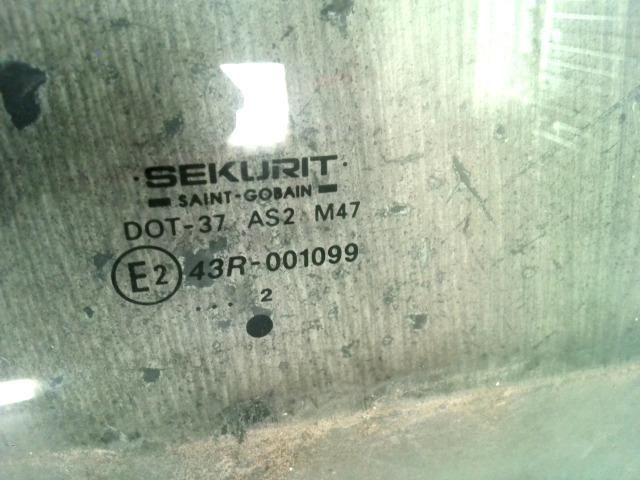 ·SEKURIT·
SAINT-GOBAIN
DOT-37 AS2 M47
E2 43R-001099
... 2